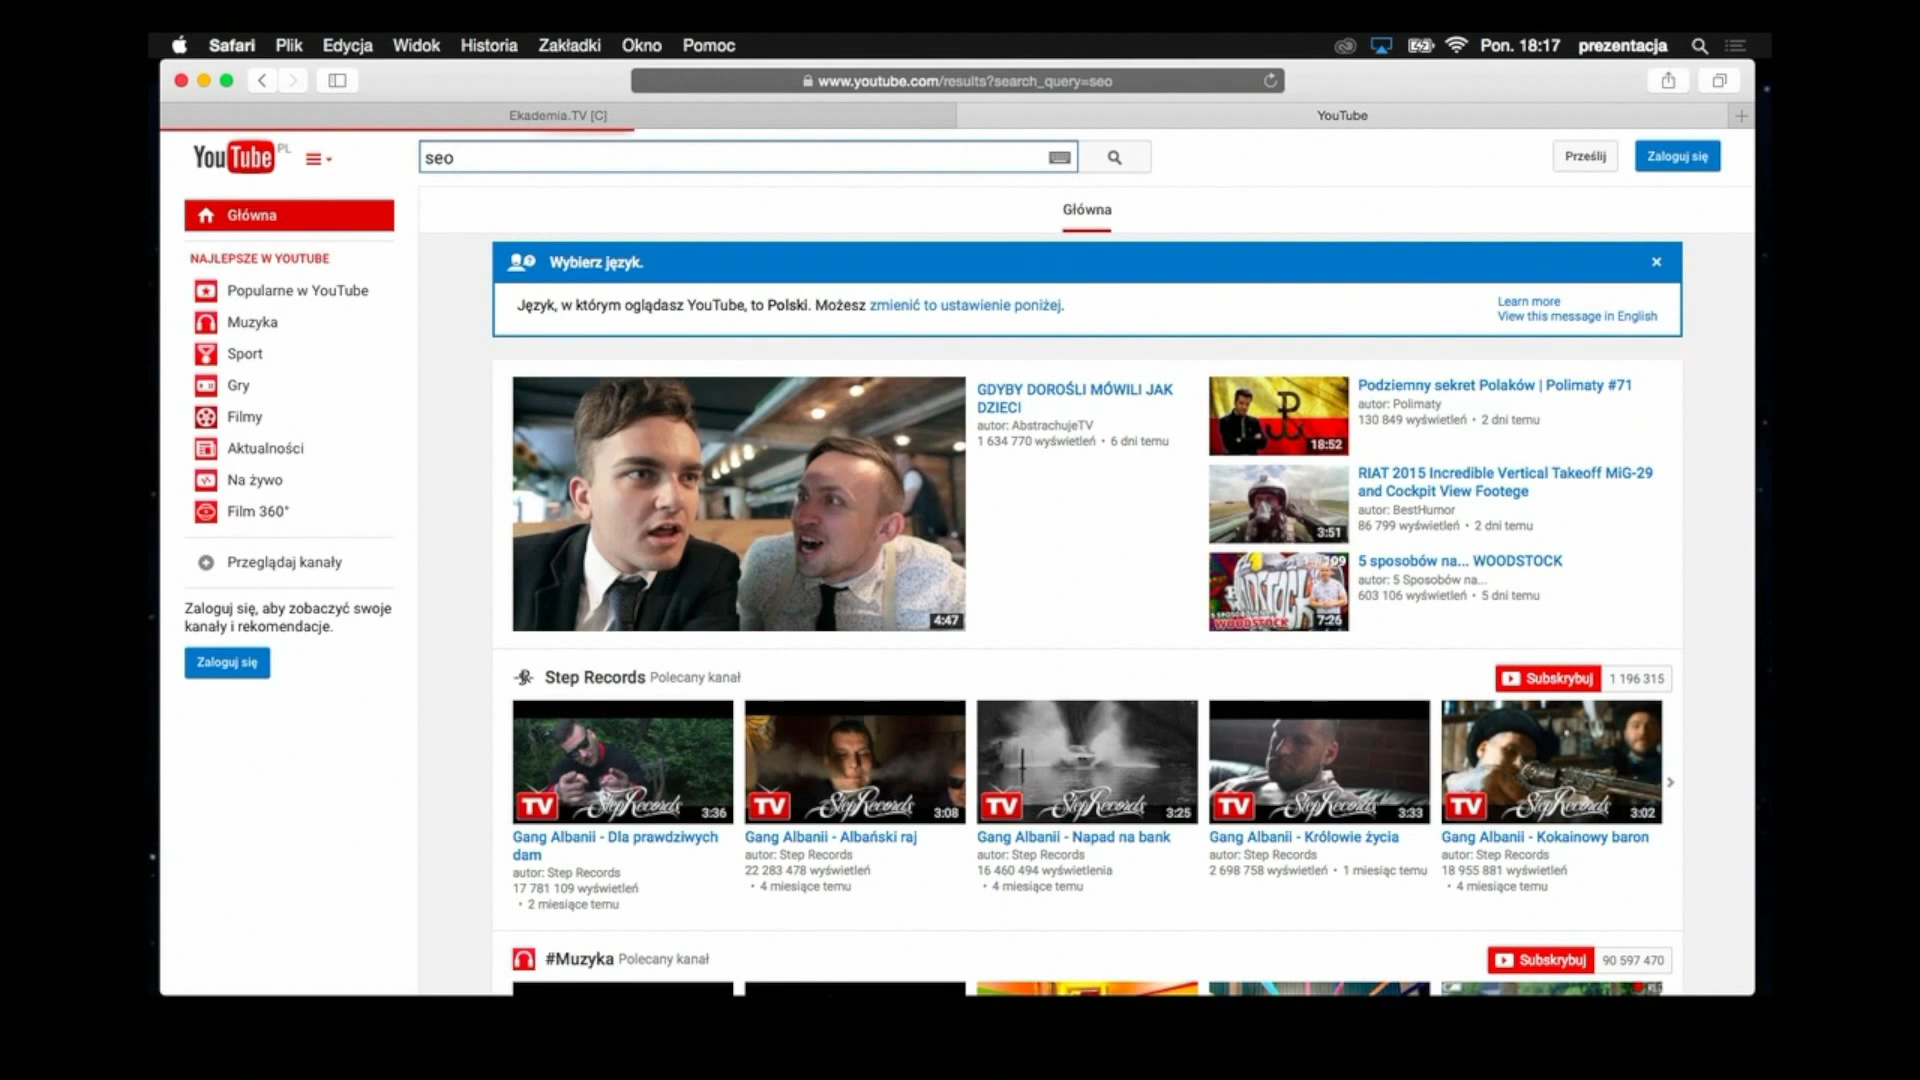 Safari Plik Edycja Widok Historia Zakładki Okno Pomoc Pon. 18:17 prezentacja
www.youtube.com/results?search_query=seo
Ekademia.TV [C] YouTube
YouTube PL
seo
Prześlij
Zaloguj się
Główna
NAJLEPSZE W YOUTUBE
Popularne w YouTube
Muzyka
Sport
Gry
Filmy
Aktualności
Na żywo
Film 360°
Przeglądaj kanały
Zaloguj się, aby zobaczyć swoje
kanały i rekomendacje.
Zaloguj się
Główna
Wybierz język.
Język, w którym oglądasz YouTube, to Polski. Możesz zmienić to ustawienie poniżej.
Learn more
View this message in English
4:47
GDYBY DOROŚLI MÓWILI JAK
DZIECI
autor: AbstrachujeTV
1 634 770 wyświetleń • 6 dni temu
18:52
Podziemny sekret Polaków | Polimaty #71
autor: Polimaty
130 849 wyświetleń • 2 dni temu
3:51
RIAT 2015 Incredible Vertical Takeoff MiG-29
and Cockpit View Footege
autor: BestHumor
86 799 wyświetleń • 2 dni temu
WOODSTOCK
7:26
5 sposobów na... WOODSTOCK
autor: 5 Sposobów na...
603 106 wyświetleń • 5 dni temu
Step Records Polecany kanał
Subskrybuj 1 196 315
TV StepRecords 3:36
Gang Albanii - Dla prawdziwych
dam
autor: Step Records
17 781 109 wyświetleń
• 2 miesiące temu
TV StepRecords 3:08
Gang Albanii - Albański raj
autor: Step Records
22 283 478 wyświetleń
• 4 miesiące temu
TV StepRecords 3:25
Gang Albanii - Napad na bank
autor: Step Records
16 460 494 wyświetlenia
• 4 miesiące temu
TV StepRecords 3:33
Gang Albanii - Królowie życia
autor: Step Records
2 698 758 wyświetleń • 1 miesiąc temu
TV StepRecords 3:02
Gang Albanii - Kokainowy baron
autor: Step Records
18 955 881 wyświetleń
• 4 miesiące temu
#Muzyka Polecany kanał
Subskrybuj 90 597 470